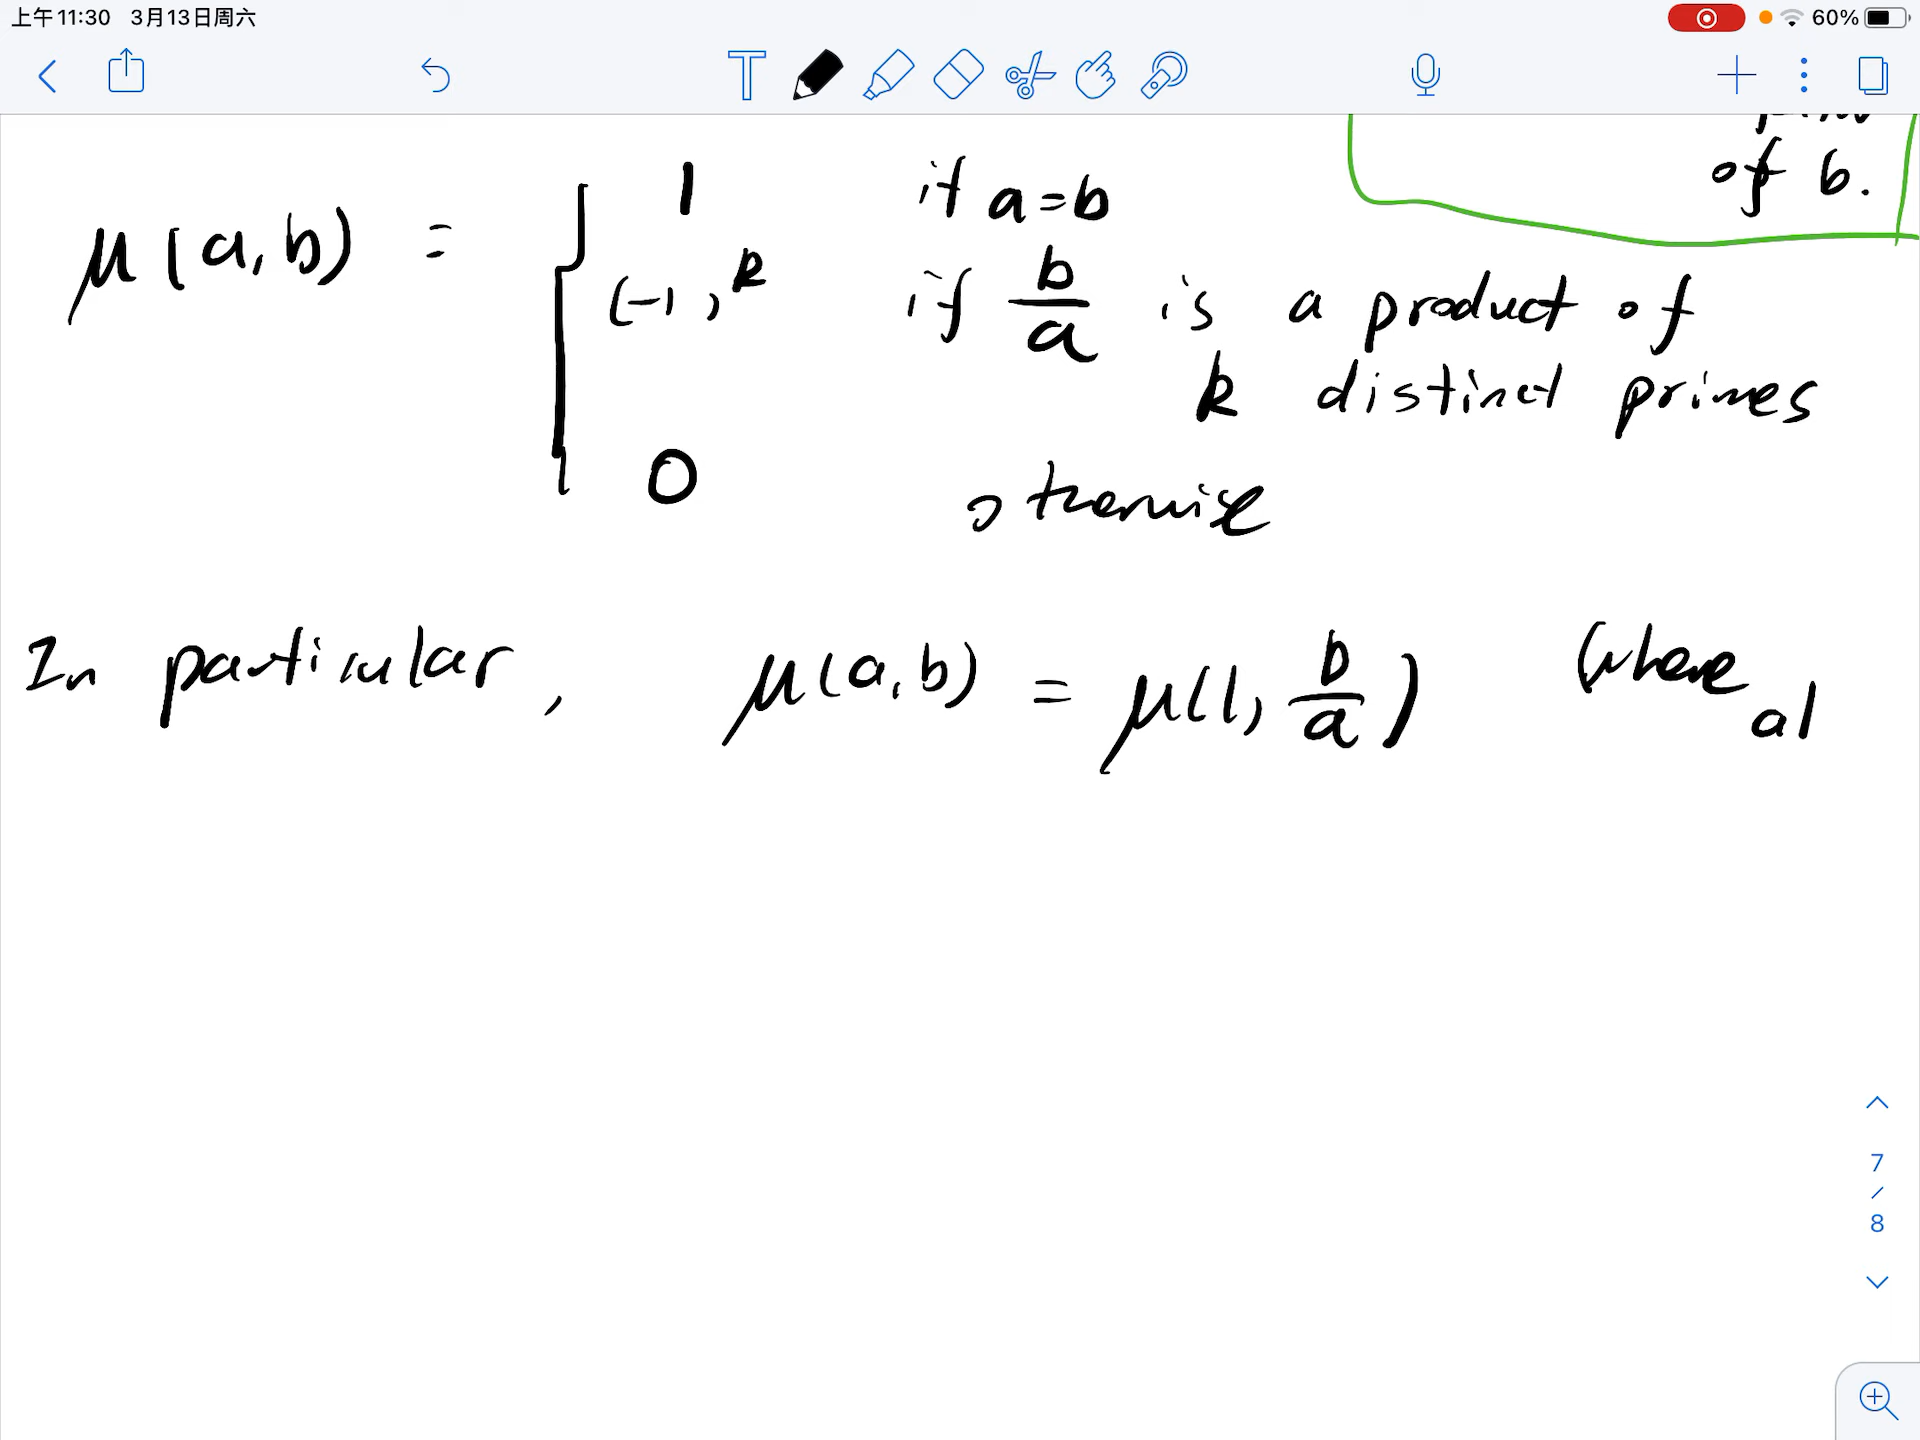 上午11:30 3月13日周六
60%
T
of b.
1 if a=b
μ(a,b) =
(-1)^k if b/a is a product of
k distinct primes
0 otherwise
In particular, μ(a,b) = μ(1, b/a) (where
a|
7
/
8